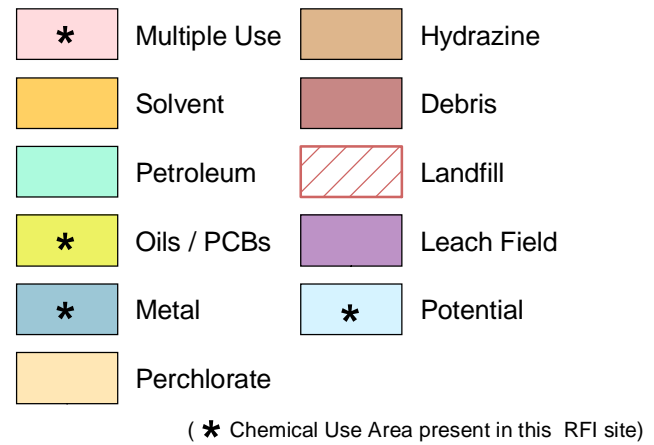 * Multiple Use
Hydrazine
Solvent
Debris
Petroleum
Landfill
* Oils / PCBs
Leach Field
* Metal
* Potential
Perchlorate
( * Chemical Use Area present in this RFI site)